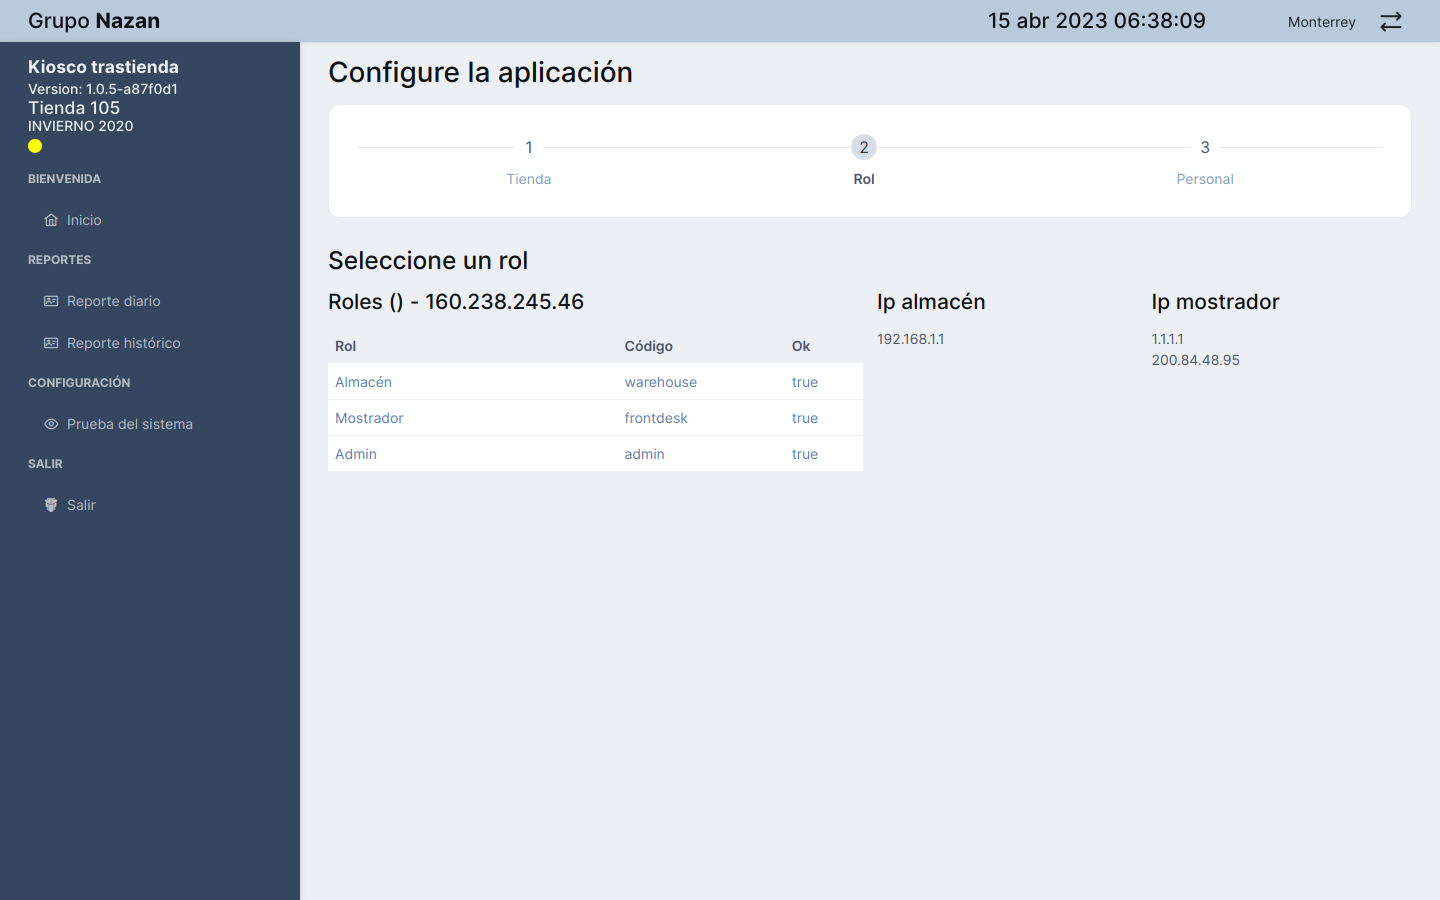 Grupo Nazan
15 abr 2023 06:38:09
Monterrey
Kiosco trastienda
Version: 1.0.5-a87f0d1
Tienda 105
INVIERNO 2020
BIENVENIDA
Inicio
REPORTES
Reporte diario
Reporte histórico
CONFIGURACIÓN
Prueba del sistema
SALIR
Salir
Configure la aplicación
1 2 3
Tienda Rol Personal
Seleccione un rol
Roles () - 160.238.245.46
Rol Código Ok
Almacén warehouse true
Mostrador frontdesk true
Admin admin true
Ip almacén
192.168.1.1
Ip mostrador
1.1.1.1
200.84.48.95